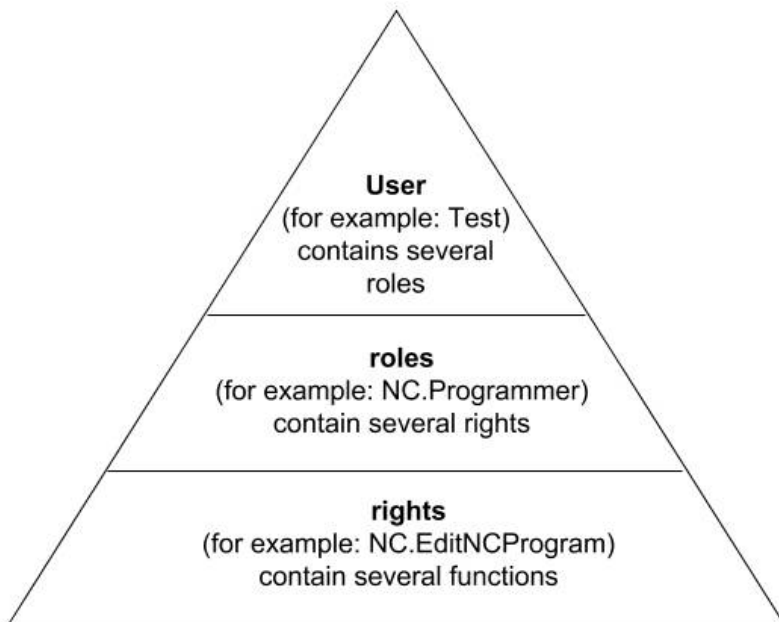 User
(for example: Test)
contains several
roles
roles
(for example: NC.Programmer)
contain several rights
rights
(for example: NC.EditNCProgram)
contain several functions